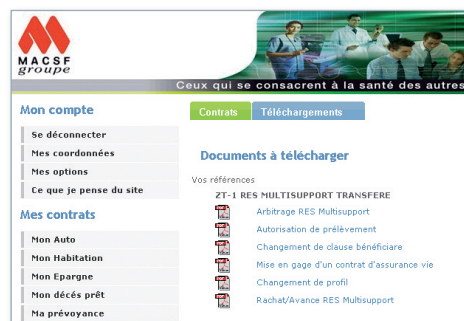 MACSF
groupe
Ceux qui se consacrent à la santé des autres
Mon compte
Se déconnecter
Mes coordonnées
Mes options
Ce que je pense du site
Mes contrats
Mon Auto
Mon Habitation
Mon Epargne
Mon décés prêt
Ma prévoyance
Contrats
Téléchargements
Documents à télécharger
Vos références
ZT-1 RES MULTISUPPORT TRANSFERE
Arbitrage RES Multisupport
Autorisation de prélèvement
Changement de clause bénéficiaire
Mise en gage d'un contrat d'assurance vie
Changement de profil
Rachat/Avance RES Multisupport